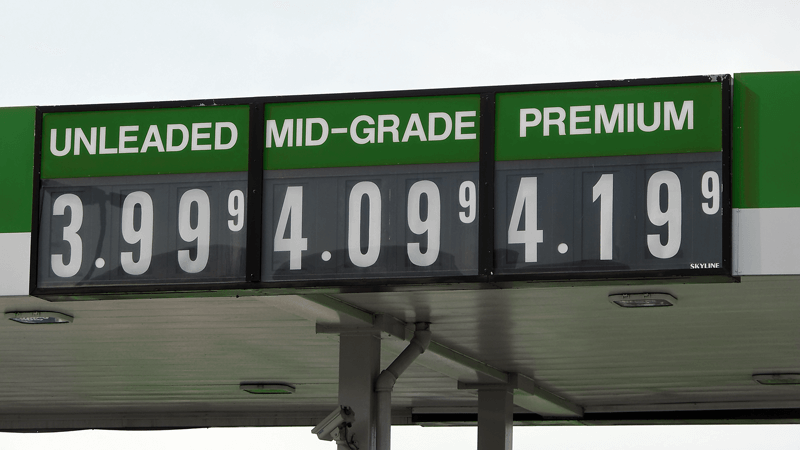 UNLEADED
3.99 9
MID-GRADE
4.09 9
PREMIUM
4.19 9
SKYLINE